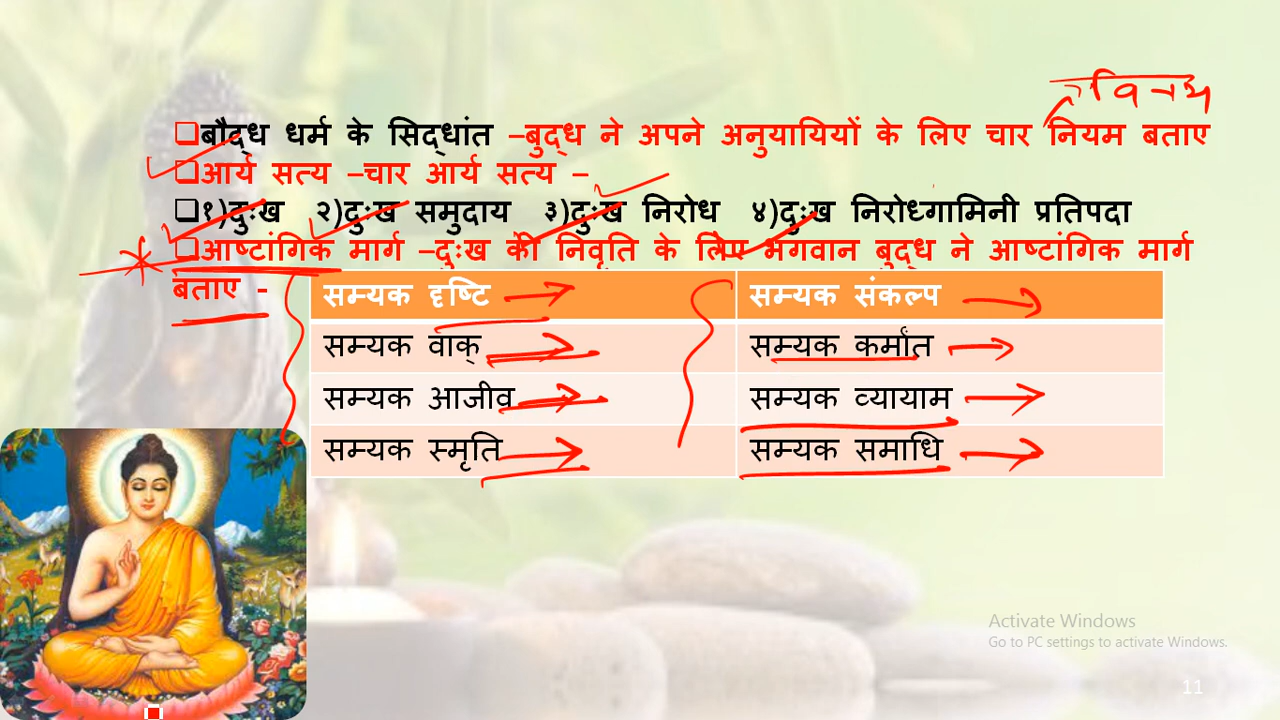 ❑बौद्ध धर्म के सिद्धांत –बुद्ध ने अपने अनुयायियों के लिए चार नियम बताए
❑आर्य सत्य –चार आर्य सत्य –
❑१)दुःख २)दुःख समुदाय ३)दुःख निरोध ४)दुःख निरोधगामिनी प्रतिपदा
❑आष्टांगिक मार्ग –दुःख की निवृति के लिए भगवान बुद्ध ने आष्टांगिक मार्ग
बताए -
सम्यक दृष्टि सम्यक संकल्प
सम्यक वाक् सम्यक कर्मांत
सम्यक आजीव सम्यक व्यायाम
सम्यक स्मृति सम्यक समाधि
Activate Windows
Go to PC settings to activate Windows.
11